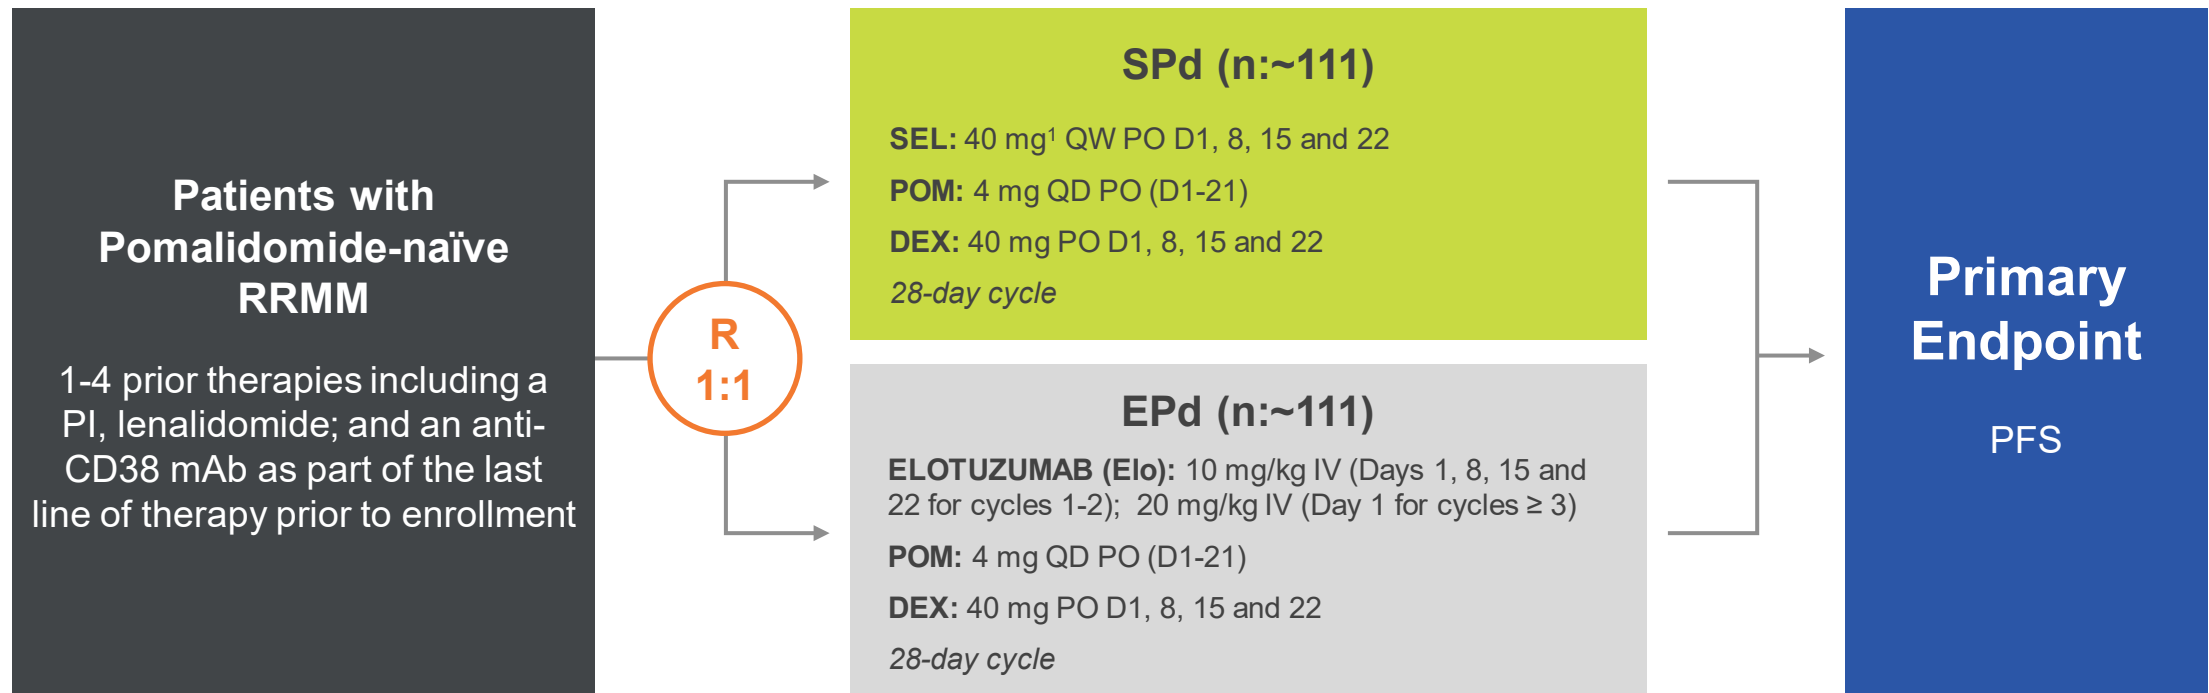 Patients with
Pomalidomide-naïve
RRMM
1-4 prior therapies including a
PI, lenalidomide; and an anti-
CD38 mAb as part of the last
line of therapy prior to enrollment
R
1:1
SPd (n:~111)
SEL: 40 mg¹ QW PO D1, 8, 15 and 22
POM: 4 mg QD PO (D1-21)
DEX: 40 mg PO D1, 8, 15 and 22
28-day cycle
EPd (n:~111)
ELOTUZUMAB (Elo): 10 mg/kg IV (Days 1, 8, 15 and
22 for cycles 1-2); 20 mg/kg IV (Day 1 for cycles ≥ 3)
POM: 4 mg QD PO (D1-21)
DEX: 40 mg PO D1, 8, 15 and 22
28-day cycle
Primary
Endpoint
PFS